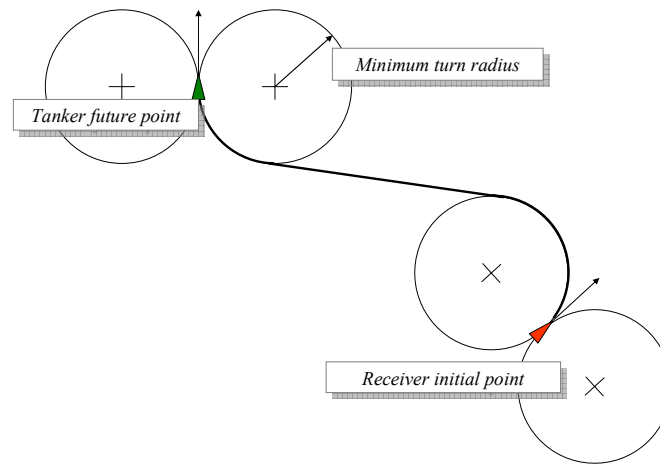 Minimum turn radius
Tanker future point
Receiver initial point